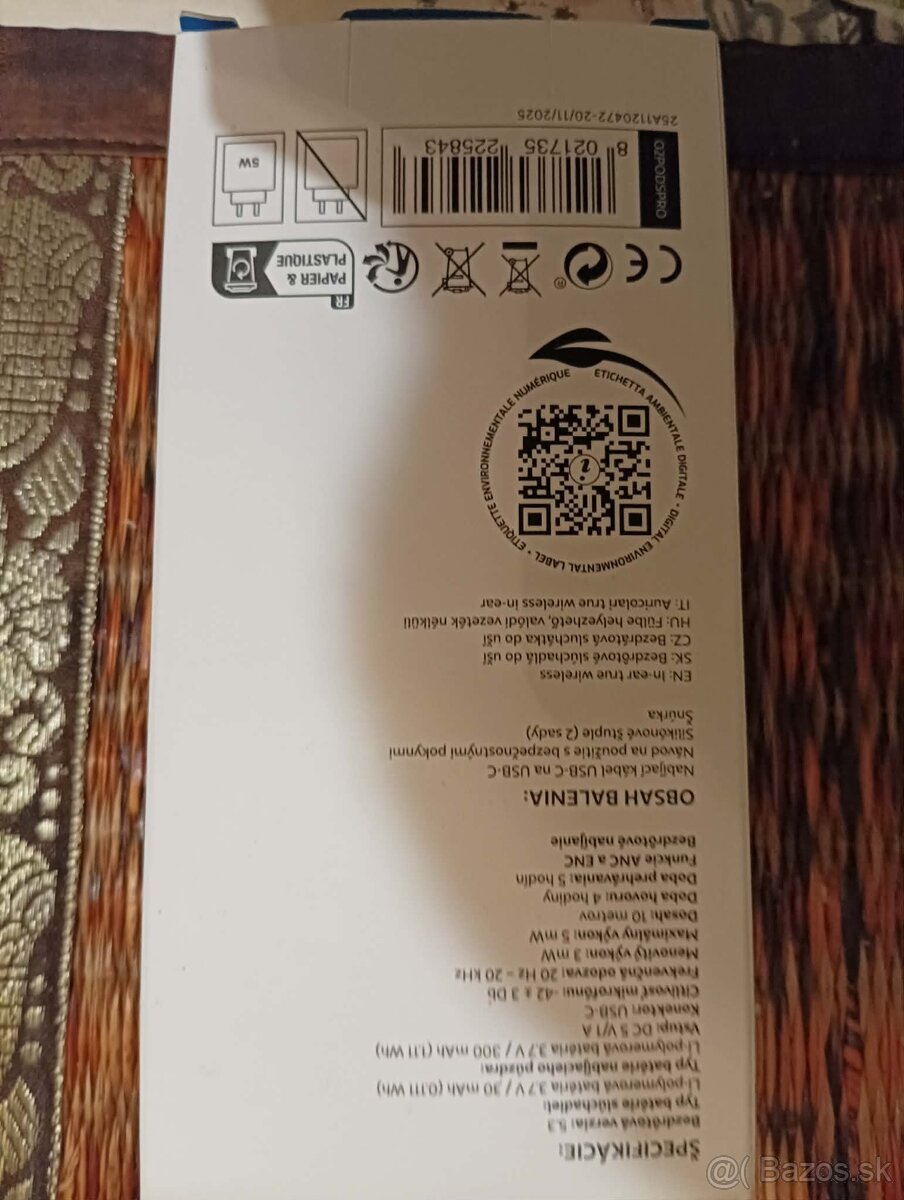 ŠPECIFIKÁCIE:
Bezdrôtová verzia: 5.3
Typ batérie slúchadiel:
Li-polymerová batéria 3.7 V / 30 mAh (0.111 Wh)
Typ batérie nabíjacieho púzdra:
Li-polymerová batéria 3.7 V / 300 mAh (1.11 Wh)
Vstup: DC 5 V/1 A
Konektor: USB-C
Citlivosť mikrofónu: -42 ± 3 Db
Frekvenčná odozva: 20 Hz – 20 kHz
Menovitý výkon: 3 mW
Maximálny výkon: 5 mW
Dosah: 10 metrov
Doba hovoru: 4 hodiny
Doba prehrávania: 5 hodín
Funkcie ANC a ENC
Bezdrôtové nabíjanie
OBSAH BALENIA:
Nabíjací kábel USB-C na USB-C
Návod na použitie s bezpečnostnými pokynmi
Silikónové štuple (2 sady)
Šnúrka
EN: In-ear true wireless
SK: Bezdrôtové slúchadlá do uší
CZ: Bezdrátová sluchátka do uší
HU: Fülbe helyezhető, valódi vezeték nélküli
IT: Auricolari true wireless in-ear
ETICHETTA AMBIENTALE DIGITALE • DIGITAL ENVIRONMENTAL LABEL • ETIQUETTE ENVIRONNEMENTALE NUMÉRIQUE
i
CE
FR
PAPIER &
PLASTIQUE
OZPODSPRO
8 021735 225843
5W
25A1120472-20/11/2025
@( Bazos.sk